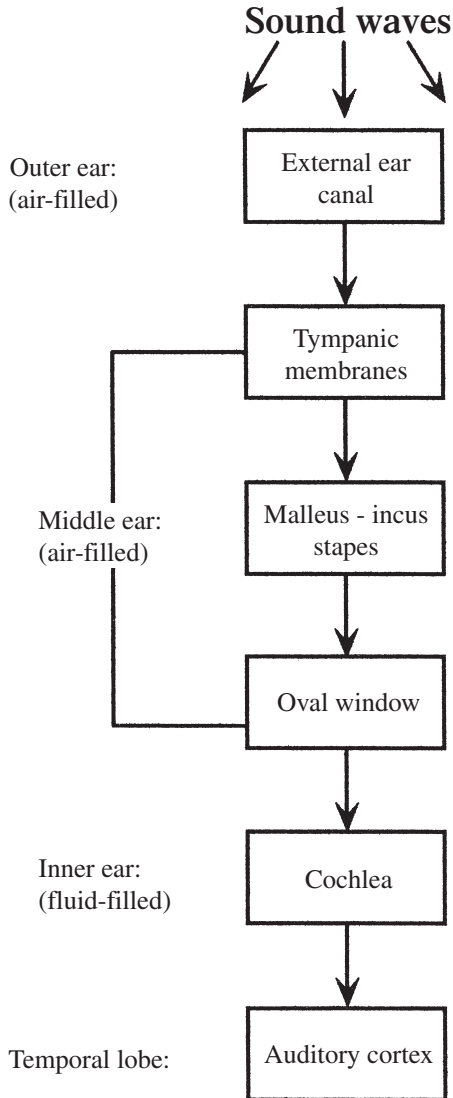 Sound waves
Outer ear:
(air-filled)
External ear
canal
Tympanic
membranes
Middle ear:
(air-filled)
Malleus - incus
stapes
Oval window
Inner ear:
(fluid-filled)
Cochlea
Temporal lobe:
Auditory cortex